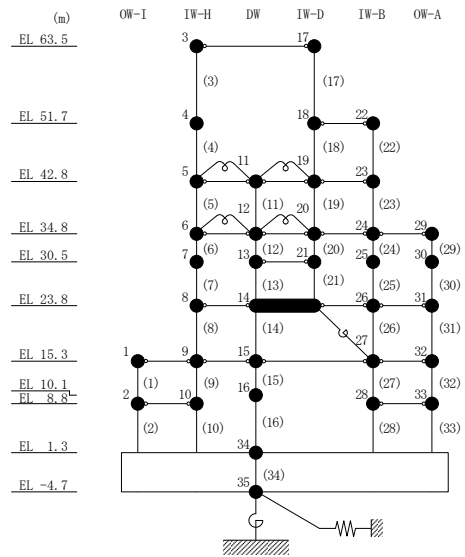 (m) OW-I IW-H DW IW-D IW-B OW-A
EL 63.5 3 17
(3) (17)
EL 51.7 4 18 22
(4) (18) (22)
EL 42.8 5 11 19 23
(5) (11) (19) (23)
EL 34.8 6 12 20 24 29
(6) (12) (20) (24) (29)
EL 30.5 7 13 21 25 30
(7) (13) (21) (25) (30)
EL 23.8 8 14 26 31
(8) (14) (26) (31)
EL 15.3 1 9 15 27 32
(1) (9) (15) (27) (32)
EL 10.1 16
EL 8.8 2 10 28 33
(2) (10) (16) (28) (33)
EL 1.3 34
(34)
EL -4.7 35